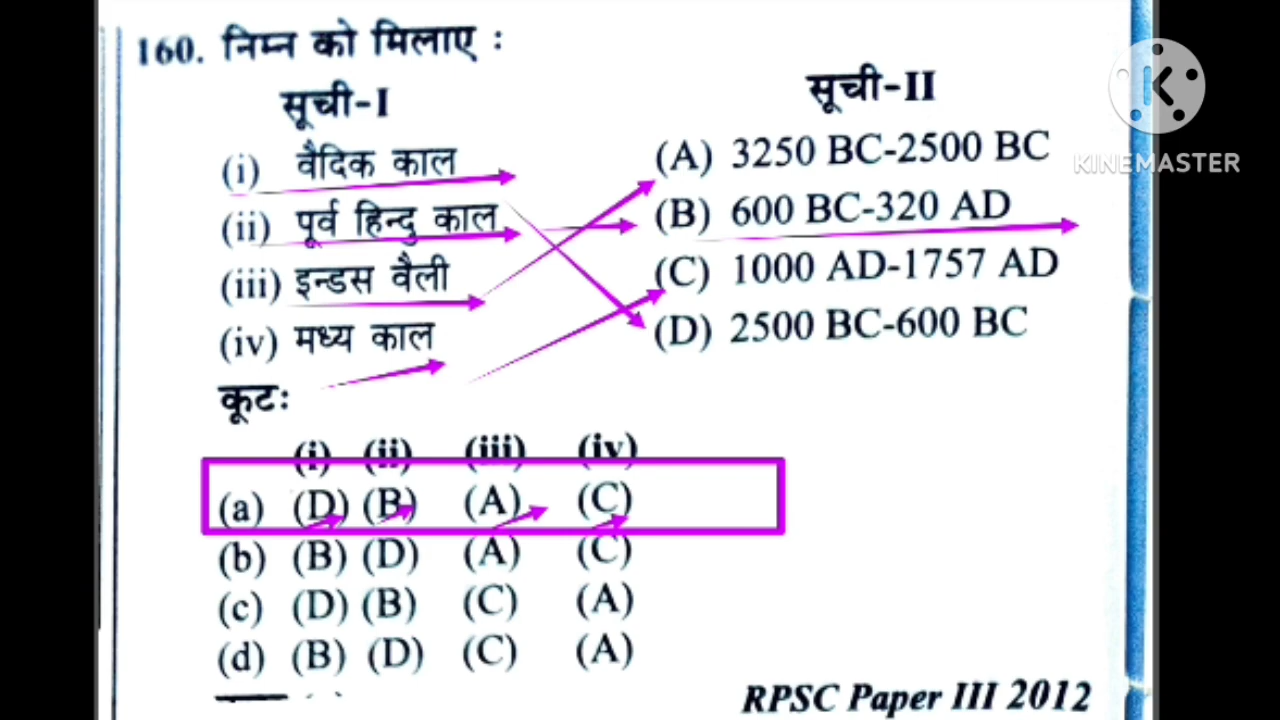 160. निम्न को मिलाए :
सूची-I सूची-II
(i) वैदिक काल (A) 3250 BC-2500 BC
(ii) पूर्व हिन्दु काल (B) 600 BC-320 AD
(iii) इन्डस वैली (C) 1000 AD-1757 AD
(iv) मध्य काल (D) 2500 BC-600 BC
कूटः
(i) (ii) (iii) (iv)
(a) (D) (B) (A) (C)
(b) (B) (D) (A) (C)
(c) (D) (B) (C) (A)
(d) (B) (D) (C) (A)
RPSC Paper III 2012
KINEMASTER